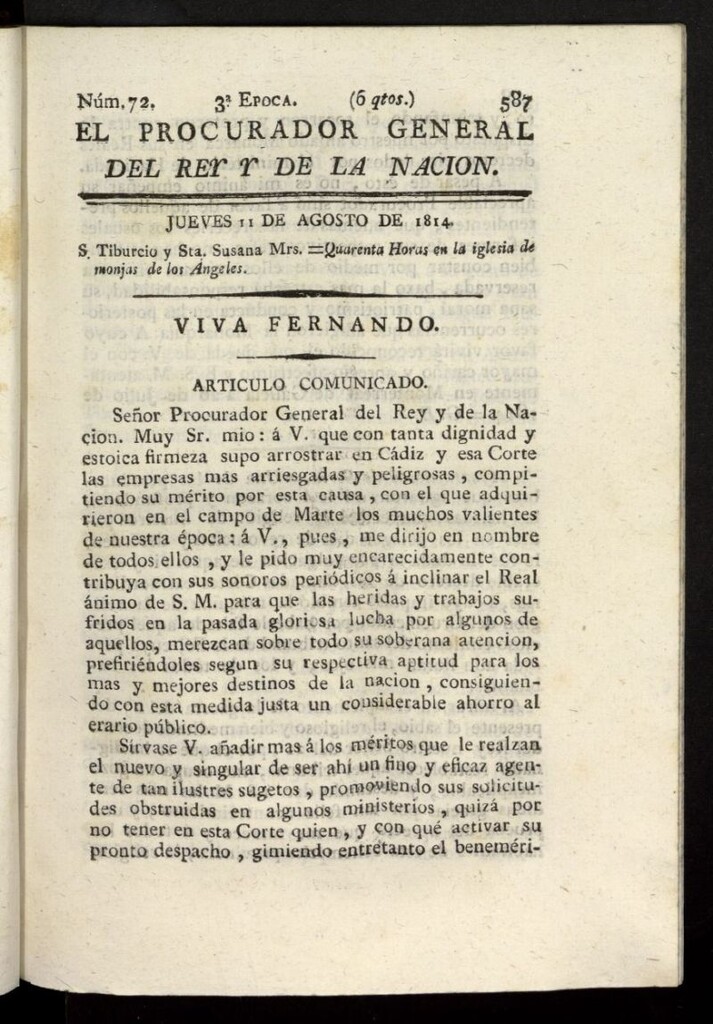 Núm. 72. 3ª EPOCA. (6 qtos.) 587
EL PROCURADOR GENERAL
DEL REY Y DE LA NACION.
JUEVES 11 DE AGOSTO DE 1814.
S. Tiburcio y Sta. Susana Mrs. =Quarenta Horas en la iglesia de
monjas de los Angeles.
VIVA FERNANDO.
ARTICULO COMUNICADO.
Señor Procurador General del Rey y de la Na-
cion. Muy Sr. mio: á V. que con tanta dignidad y
estoica firmeza supo arrostrar en Cádiz y esa Corte
las empresas mas arriesgadas y peligrosas, compi-
tiendo su mérito por esta causa, con el que adqui-
rieron en el campo de Marte los muchos valientes
de nuestra época: á V., pues, me dirijo en nombre
de todos ellos, y le pido muy encarecidamente con-
tribuya con sus sonoros periódicos á inclinar el Real
ánimo de S. M. para que las heridas y trabajos su-
fridos en la pasada gloriosa lucha por algunos de
aquellos, merezcan sobre todo su soberana atencion,
prefiriéndoles segun su respectiva aptitud para los
mas y mejores destinos de la nacion, consiguien-
do con esta medida justa un considerable ahorro al
erario público.
Sírvase V. añadir mas á los méritos que le realzan
el nuevo y singular de ser ahí un fino y eficaz agen-
te de tan ilustres sugetos, promoviendo sus solicitu-
des obstruidas en algunos ministerios, quizá por
no tener en esta Corte quien, y con qué activar su
pronto despacho, gimiendo entretanto el beneméri-